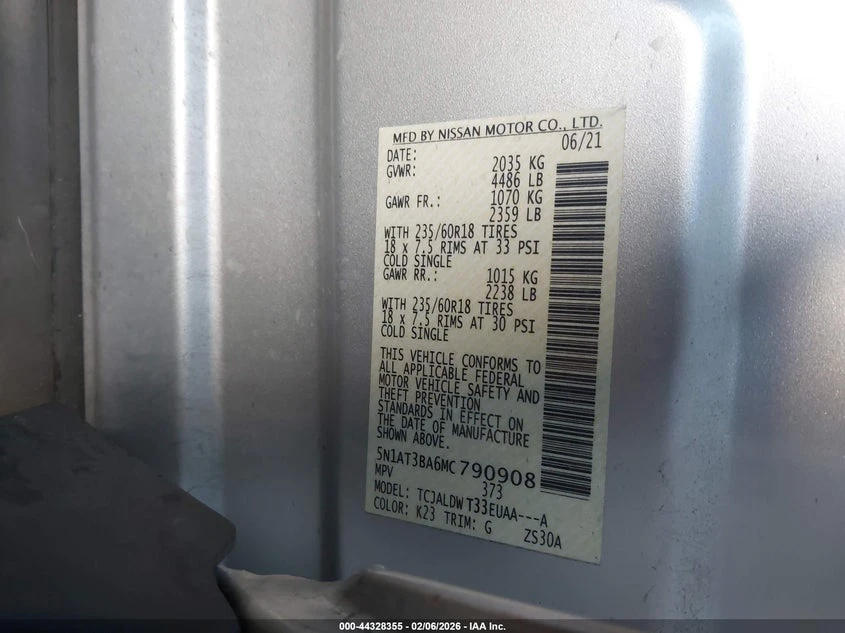 MFD BY NISSAN MOTOR CO., LTD.
DATE: 06/21
GVWR: 2035 KG
4486 LB
GAWR FR.: 1070 KG
2359 LB
WITH 235/60R18 TIRES
18 x 7.5 RIMS AT 33 PSI
COLD SINGLE
GAWR RR.: 1015 KG
2238 LB
WITH 235/60R18 TIRES
18 x 7.5 RIMS AT 30 PSI
COLD SINGLE
THIS VEHICLE CONFORMS TO
ALL APPLICABLE FEDERAL
MOTOR VEHICLE SAFETY AND
THEFT PREVENTION
STANDARDS IN EFFECT ON
THE DATE OF MANUFACTURE
SHOWN ABOVE.
5N1AT3BA6MC790908
MPV 373
MODEL: TCJALDW T33EUAA---A
COLOR: K23 TRIM: G ZS30A
000-44328355 - 02/06/2026 - IAA Inc.